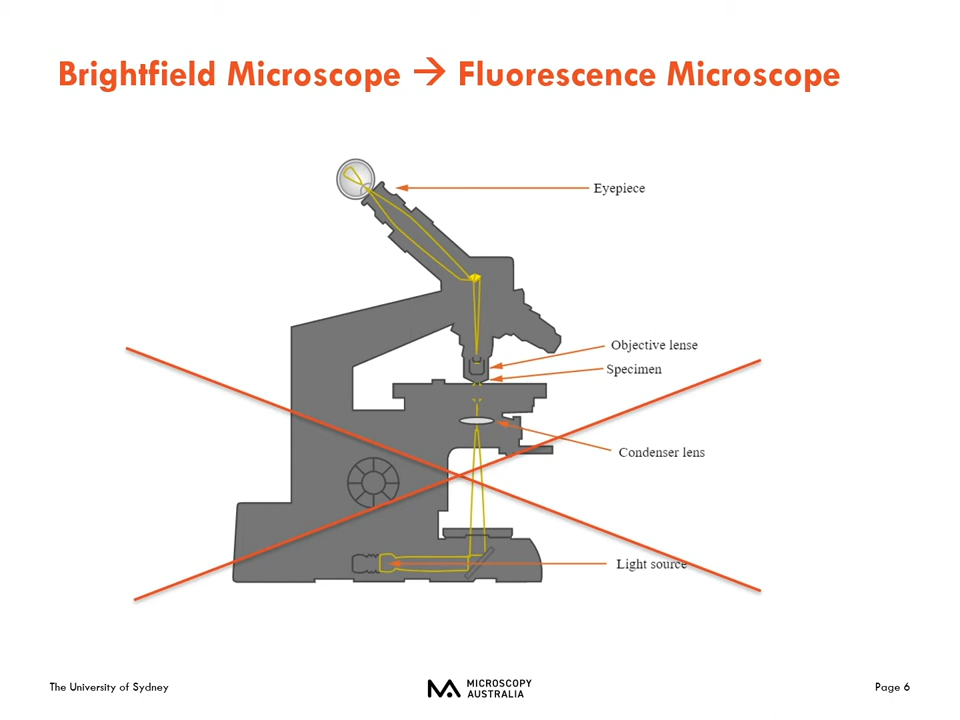 Brightfield Microscope → Fluorescence Microscope
Eyepiece
Objective lense
Specimen
Condenser lens
Light source
The University of Sydney
MICROSCOPY
AUSTRALIA
Page 6